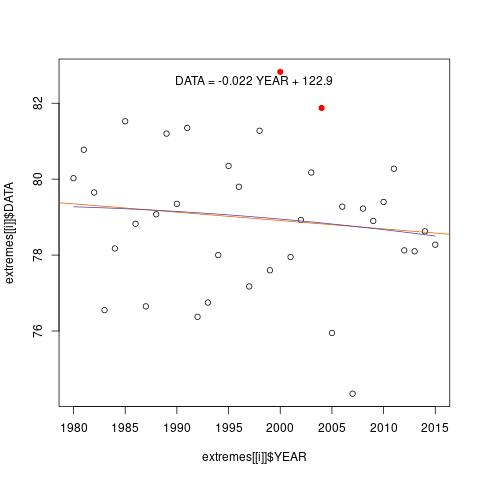 DATA = -0.022 YEAR + 122.9
extremes[[i]]$DATA
82
80
78
76
1980 1985 1990 1995 2000 2005 2010 2015
extremes[[i]]$YEAR